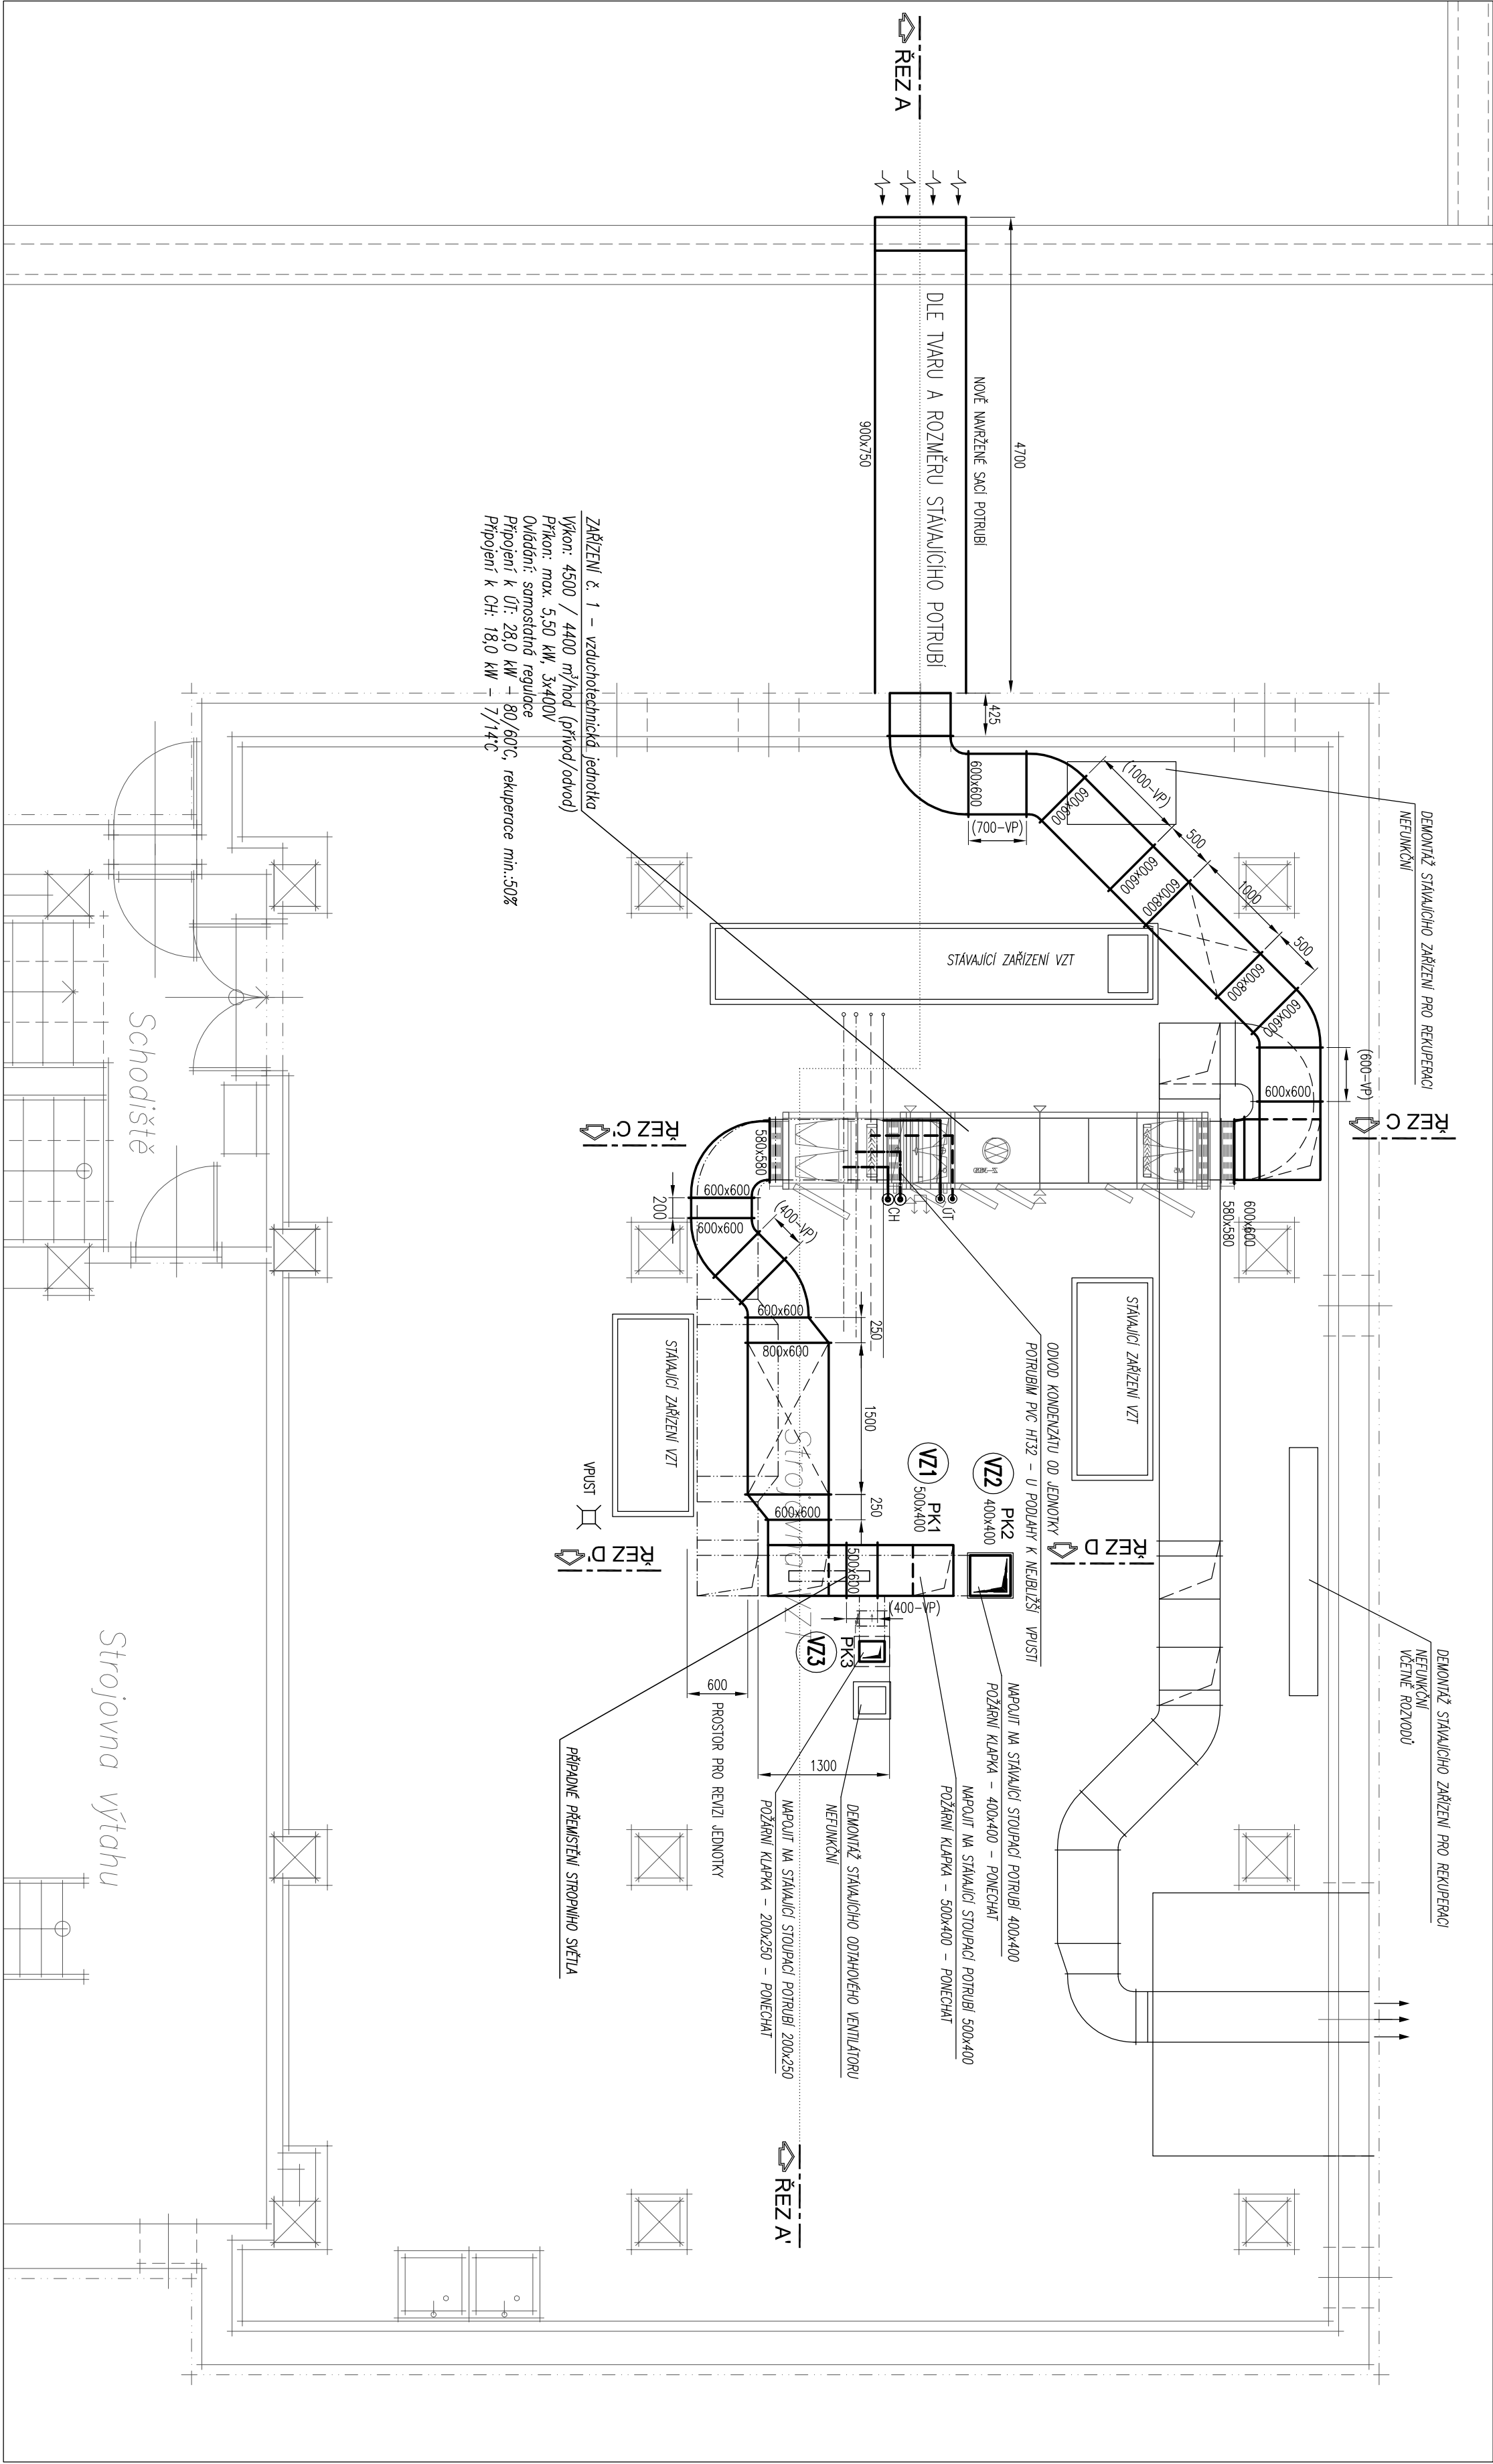 ŘEZ A
4700
NOVĚ NAVRŽENÉ SACÍ POTRUBÍ
DLE TVARU A ROZMĚRU STÁVAJÍCÍHO POTRUBÍ
900x750
425
600x600
(700-VP)
(1000-VP)
600x600
500
600x600
600x800
1000
500
600x800
600x600
(600-VP)
600x600
DEMONTÁŽ STÁVAJÍCÍHO ZAŘÍZENÍ PRO REKUPERACI
NEFUNKČNÍ
ŘEZ C
STÁVAJÍCÍ ZAŘÍZENÍ VZT
ZAŘÍZENÍ č. 1 – vzduchotechnická jednotka
Výkon: 4500 / 4400 m³/hod (přívod/odvod)
Příkon: max. 5,50 kW, 3x400V
Ovládání: samostatná regulace
Připojení k ÚT: 28,0 kW – 80/60°C, rekuperace min.:50%
Připojení k CH: 18,0 kW – 7/14°C
ŘEZ C'
580x580
600x600
200
600x600
(400-VP)
CH
ÚT
600x600
580x580
600x600
250
800x600
1500
250
600x600
STÁVAJÍCÍ ZAŘÍZENÍ VZT
STÁVAJÍCÍ ZAŘÍZENÍ VZT
ODVOD KONDENZÁTU OD JEDNOTKY
POTRUBÍM PVC HT32 – U PODLAHY K NEJBLIŽŠÍ VPUSTI
VPUST
ŘEZ D'
ŘEZ D
VZ1
PK1
500x400
VZ2
PK2
400x400
500x600
(400-VP)
VZ3
PK3
600
PROSTOR PRO REVIZI JEDNOTKY
1300
PŘÍPADNÉ PŘEMÍSTĚNÍ STROPNÍHO SVĚTLA
NAPOJIT NA STÁVAJÍCÍ STOUPACÍ POTRUBÍ 400x400
POŽÁRNÍ KLAPKA – 400x400 – PONECHAT
NAPOJIT NA STÁVAJÍCÍ STOUPACÍ POTRUBÍ 500x400
POŽÁRNÍ KLAPKA – 500x400 – PONECHAT
DEMONTÁŽ STÁVAJÍCÍHO ODTAHOVÉHO VENTILÁTORU
NEFUNKČNÍ
NAPOJIT NA STÁVAJÍCÍ STOUPACÍ POTRUBÍ 200x250
POŽÁRNÍ KLAPKA – 200x250 – PONECHAT
DEMONTÁŽ STÁVAJÍCÍHO ZAŘÍZENÍ PRO REKUPERACI
NEFUNKČNÍ
VČETNĚ ROZVODŮ
Strojovna
Schodiště
Strojovna výtahu
ŘEZ A'